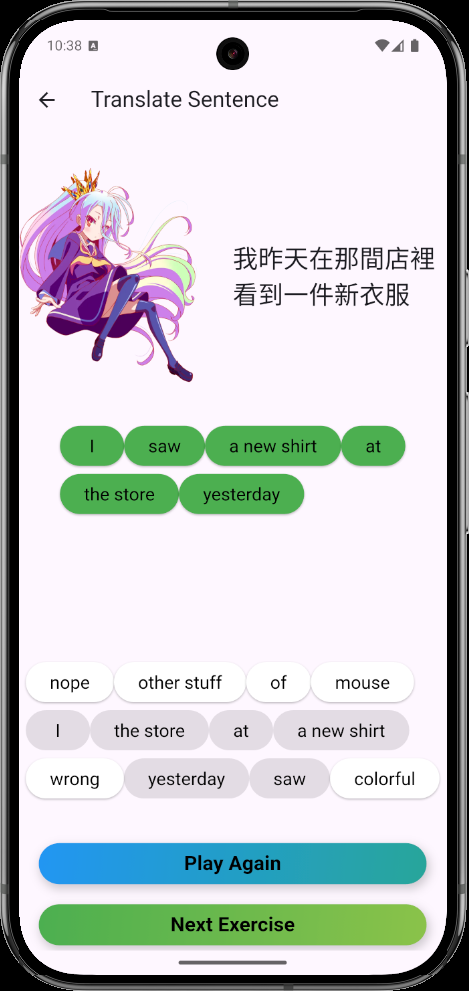 10:38 A
Translate Sentence
我昨天在那間店裡
看到一件新衣服
I saw a new shirt at
the store yesterday
nope other stuff of mouse
I the store at a new shirt
wrong yesterday saw colorful
Play Again
Next Exercise